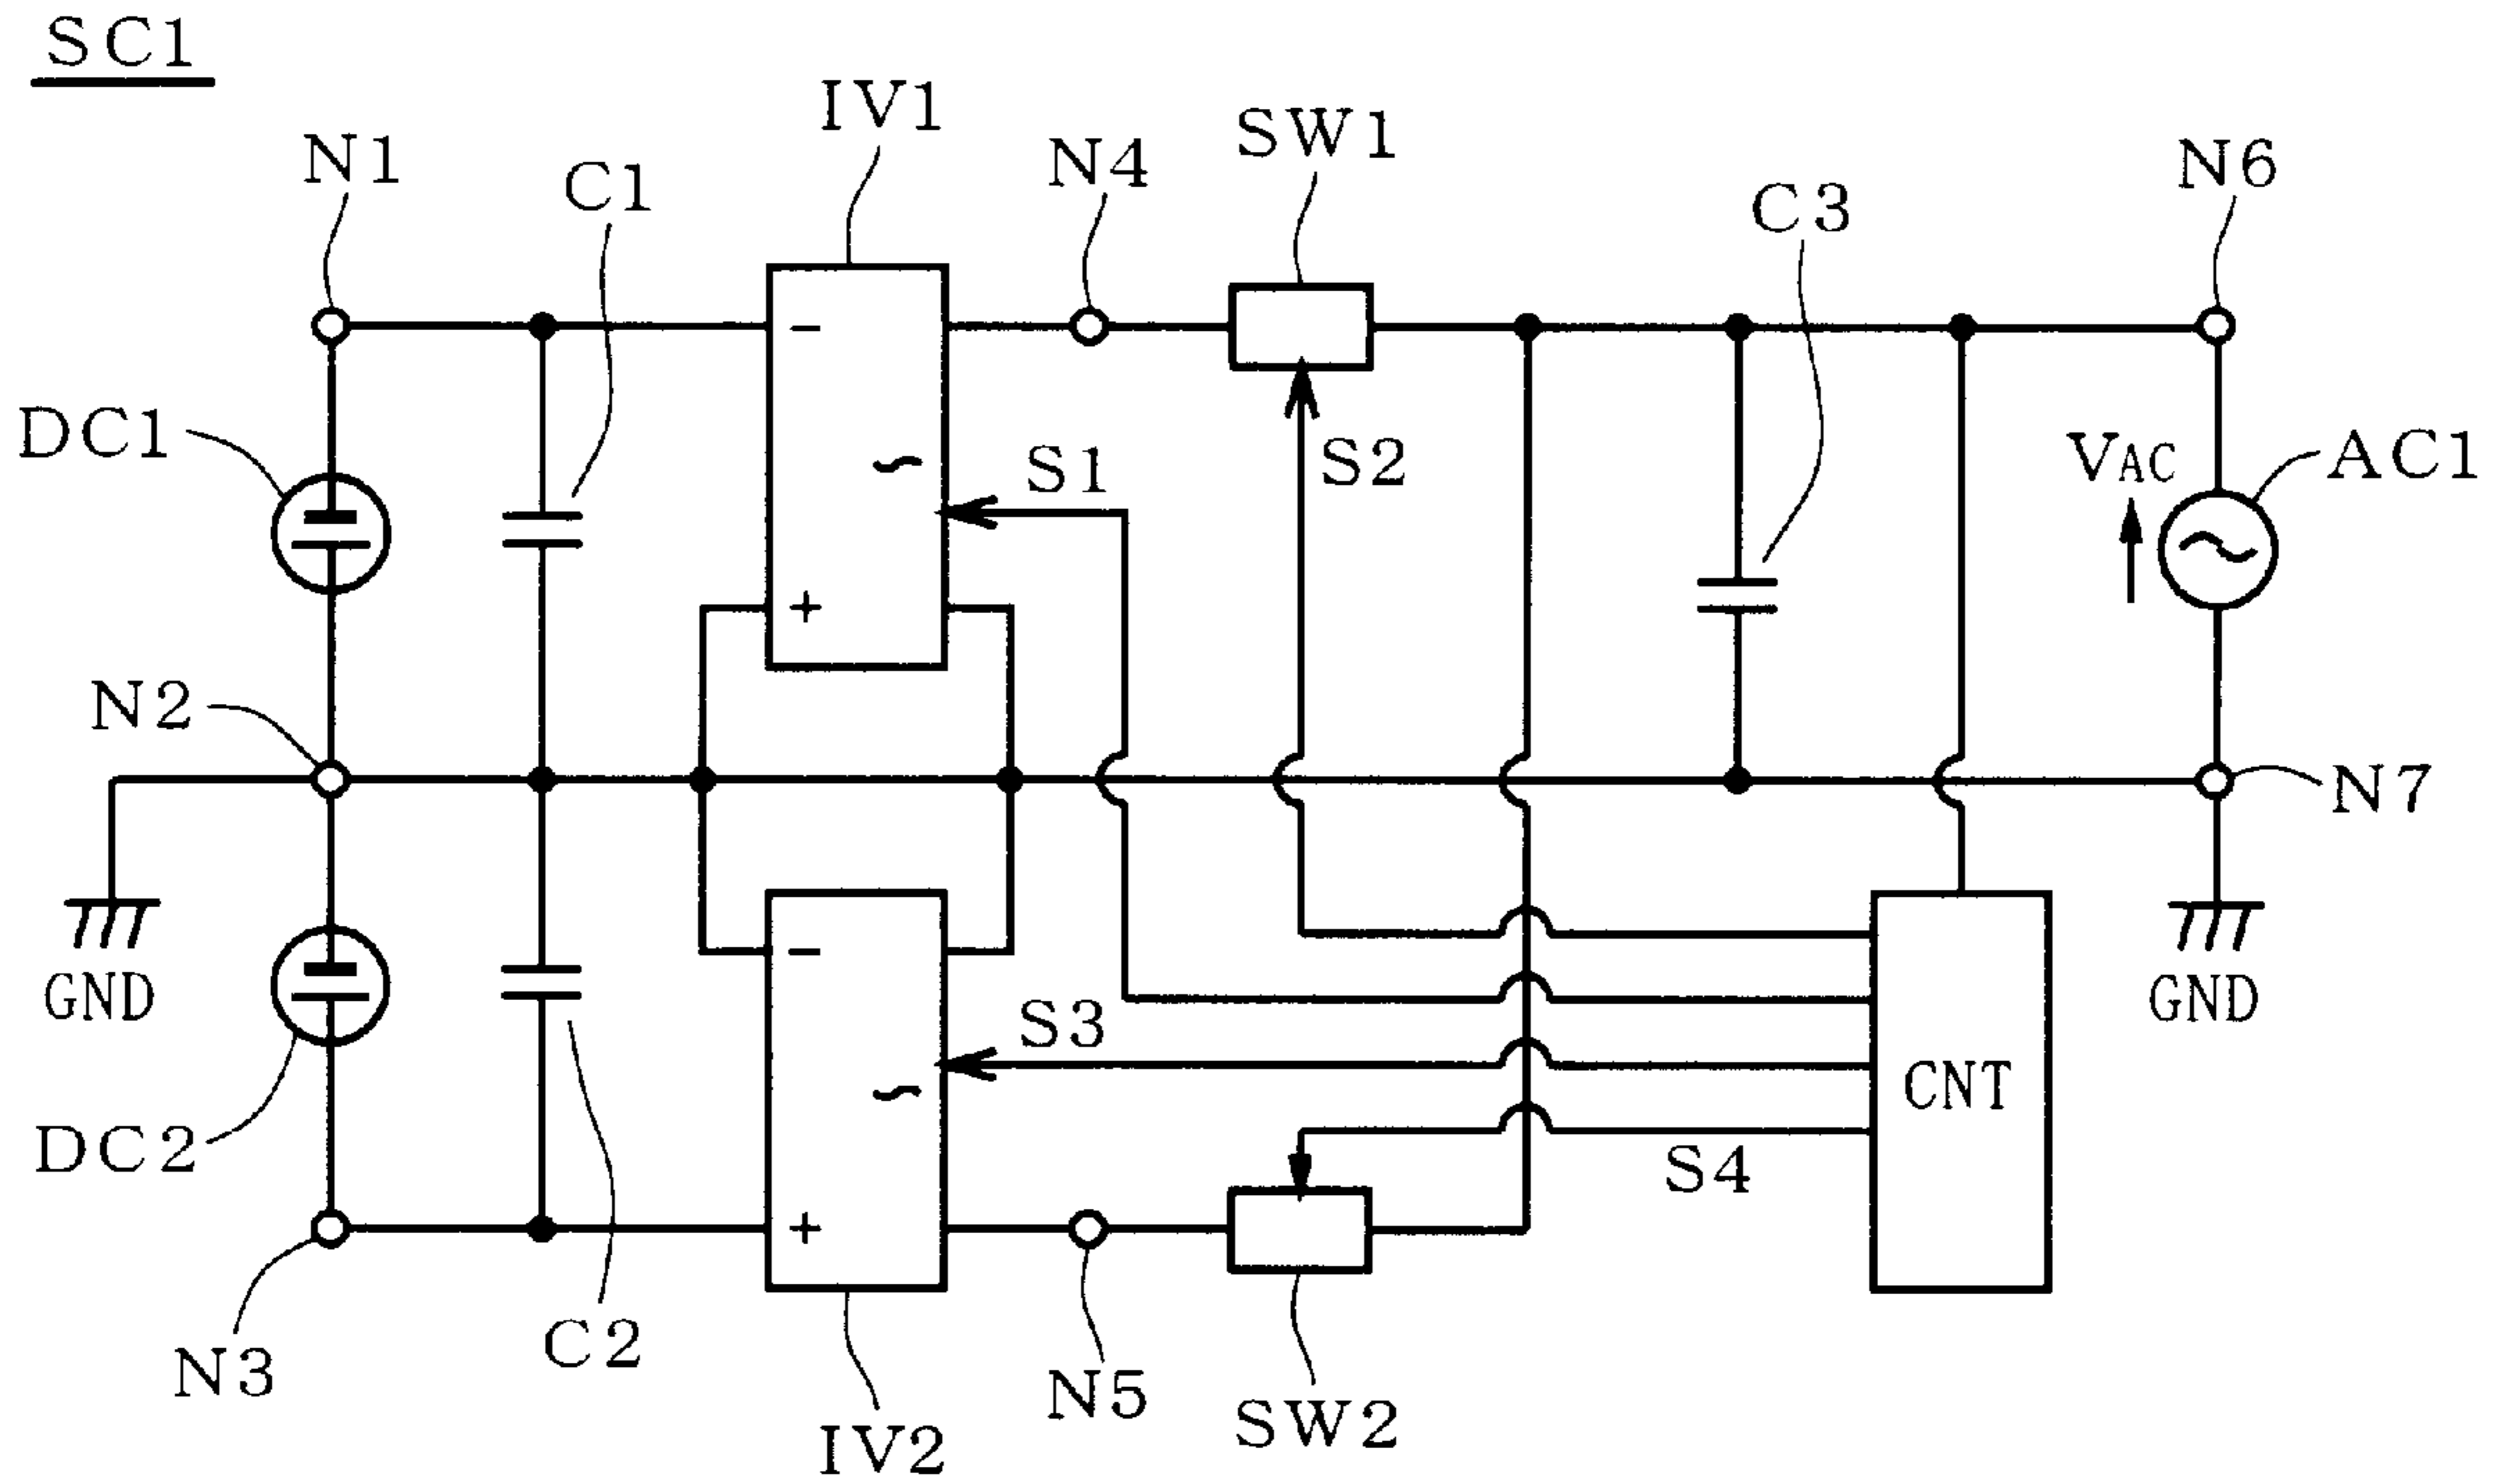 SC1
IV1
SW1
N1
C1
N4
N6
C3
DC1
S1
S2
VAC
AC1
−
~
+
N2
N7
GND
−
S3
~
+
CNT
GND
DC2
S4
N3
C2
N5
SW2
IV2